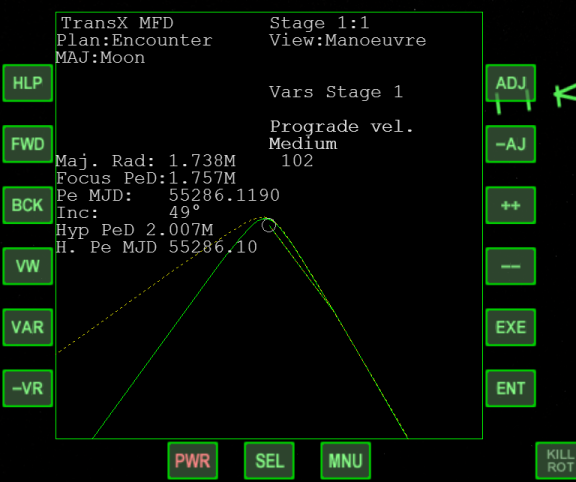 TransX MFD Stage 1:1
Plan:Encounter View:Manoeuvre
MAJ:Moon
HLP
ADJ
Vars Stage 1
Prograde vel.
FWD
Medium
-AJ
Maj. Rad: 1.738M 102
Focus PeD:1.757M
Pe MJD: 55286.1190
BCK
++
Inc: 49°
Hyp PeD 2.007M
H. Pe MJD 55286.10
VW
--
VAR
EXE
-VR
ENT
PWR SEL MNU
KILL
ROT